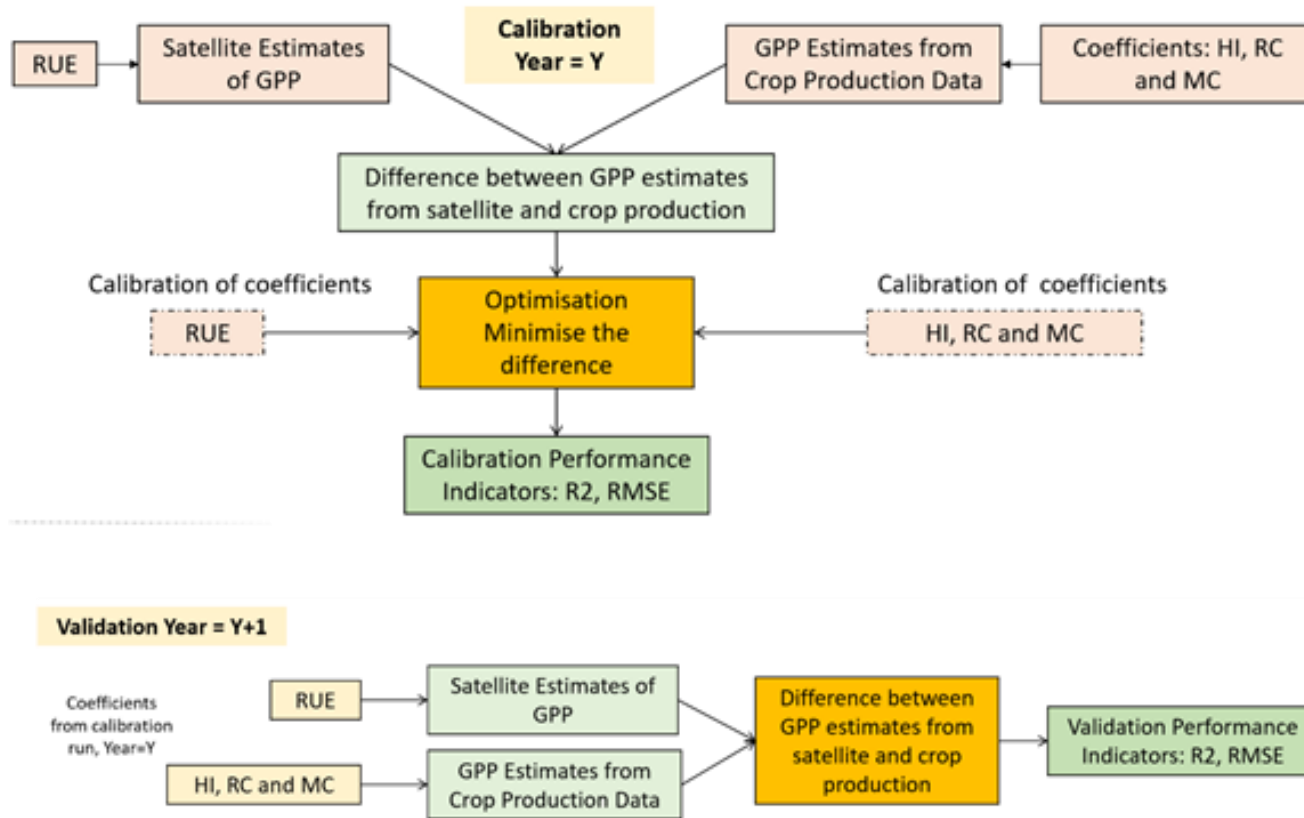 Calibration
Year = Y
RUE
Satellite Estimates
of GPP
GPP Estimates from
Crop Production Data
Coefficients: HI, RC
and MC
Difference between GPP estimates
from satellite and crop production
Calibration of coefficients
RUE
Optimisation
Minimise the
difference
Calibration of coefficients
HI, RC and MC
Calibration Performance
Indicators: R2, RMSE
Validation Year = Y+1
Coefficients
from calibration
run, Year=Y
RUE
Satellite Estimates of
GPP
HI, RC and MC
GPP Estimates from
Crop Production Data
Difference between
GPP estimates from
satellite and crop
production
Validation Performance
Indicators: R2, RMSE